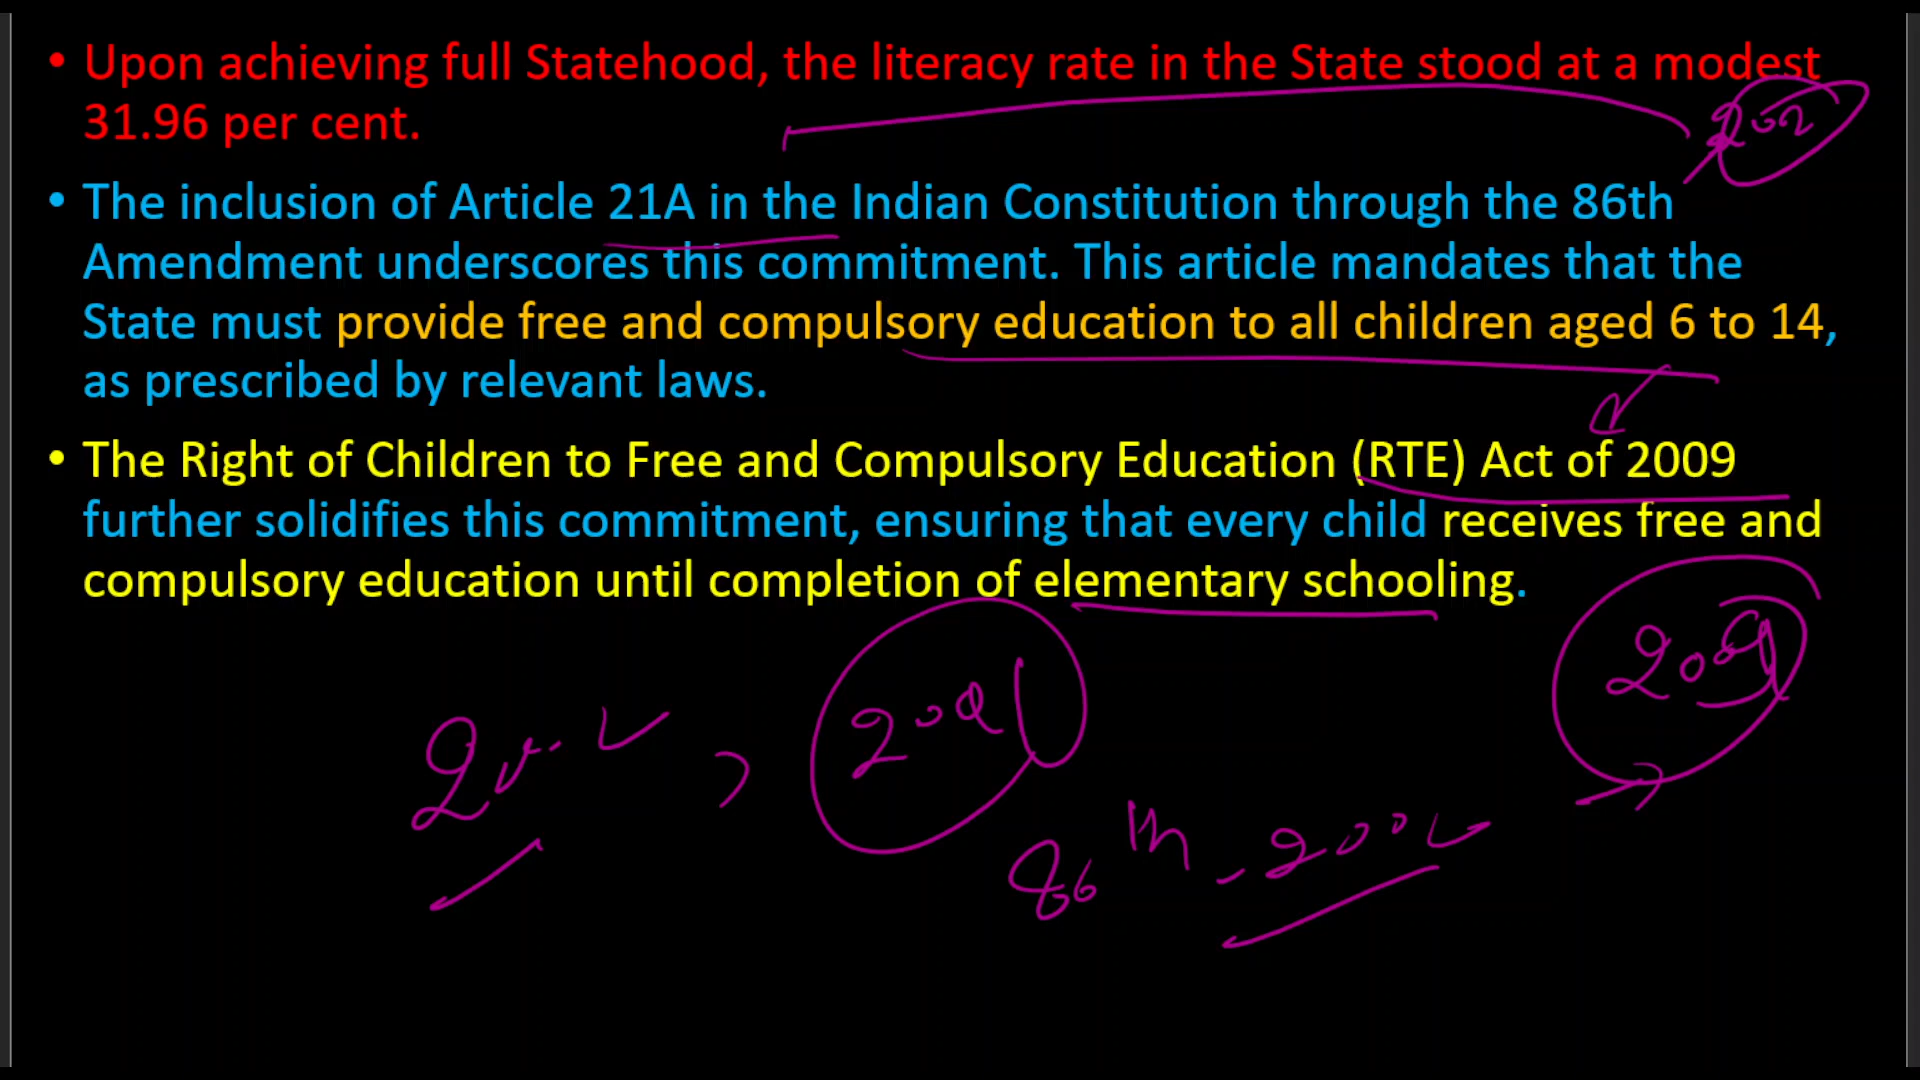 • Upon achieving full Statehood, the literacy rate in the State stood at a modest
31.96 per cent.
2002
• The inclusion of Article 21A in the Indian Constitution through the 86th
Amendment underscores this commitment. This article mandates that the
State must provide free and compulsory education to all children aged 6 to 14,
as prescribed by relevant laws.
• The Right of Children to Free and Compulsory Education (RTE) Act of 2009
further solidifies this commitment, ensuring that every child receives free and
compulsory education until completion of elementary schooling.
2009
2002
2009
86th - 2002